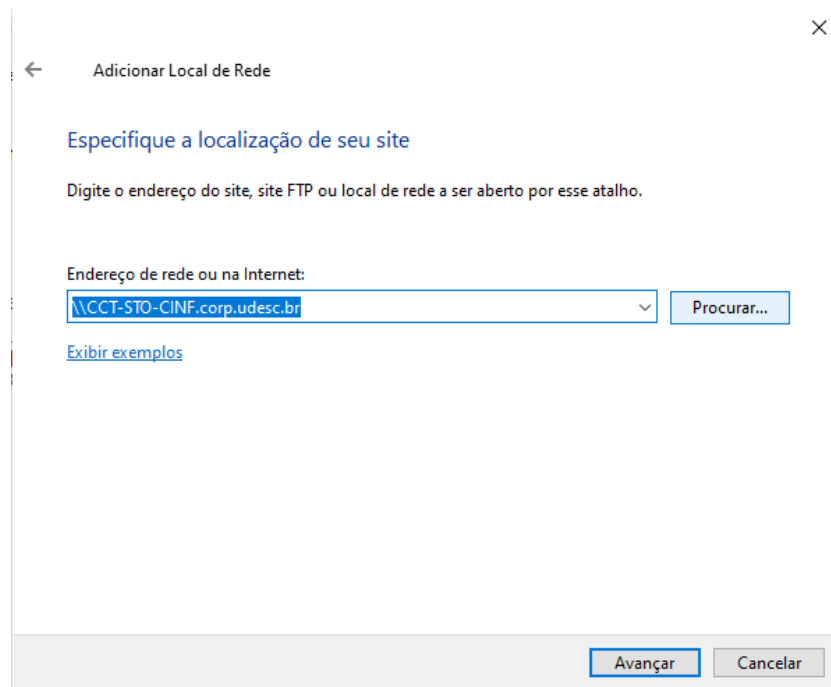 Adicionar Local de Rede
Especifique a localização de seu site
Digite o endereço do site, site FTP ou local de rede a ser aberto por esse atalho.
Endereço de rede ou na Internet:
\\CCT-STO-CINF.corp.udesc.br
Procurar...
Exibir exemplos
Avançar
Cancelar